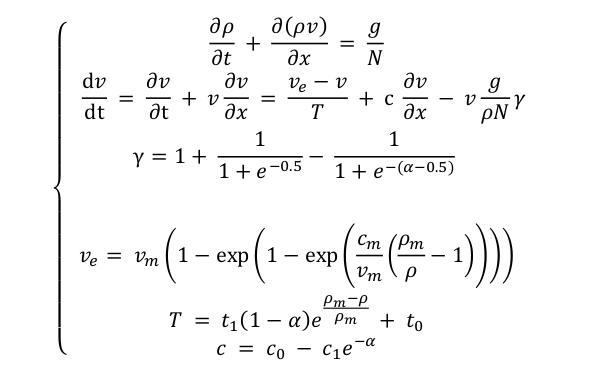 ∂ρ/∂t + ∂(ρv)/∂x = g/N
dv/dt = ∂v/∂t + v ∂v/∂x = (v_e − v)/T + c ∂v/∂x − v g/(ρN) γ
γ = 1 + 1/(1 + e^{−0.5}) − 1/(1 + e^{−(α−0.5)})
v_e = v_m (1 − exp (1 − exp (c_m/v_m (ρ_m/ρ − 1))))
T = t_1(1 − α)e^{(ρ_m−ρ)/ρ_m} + t_0
c = c_0 − c_1e^{−α}